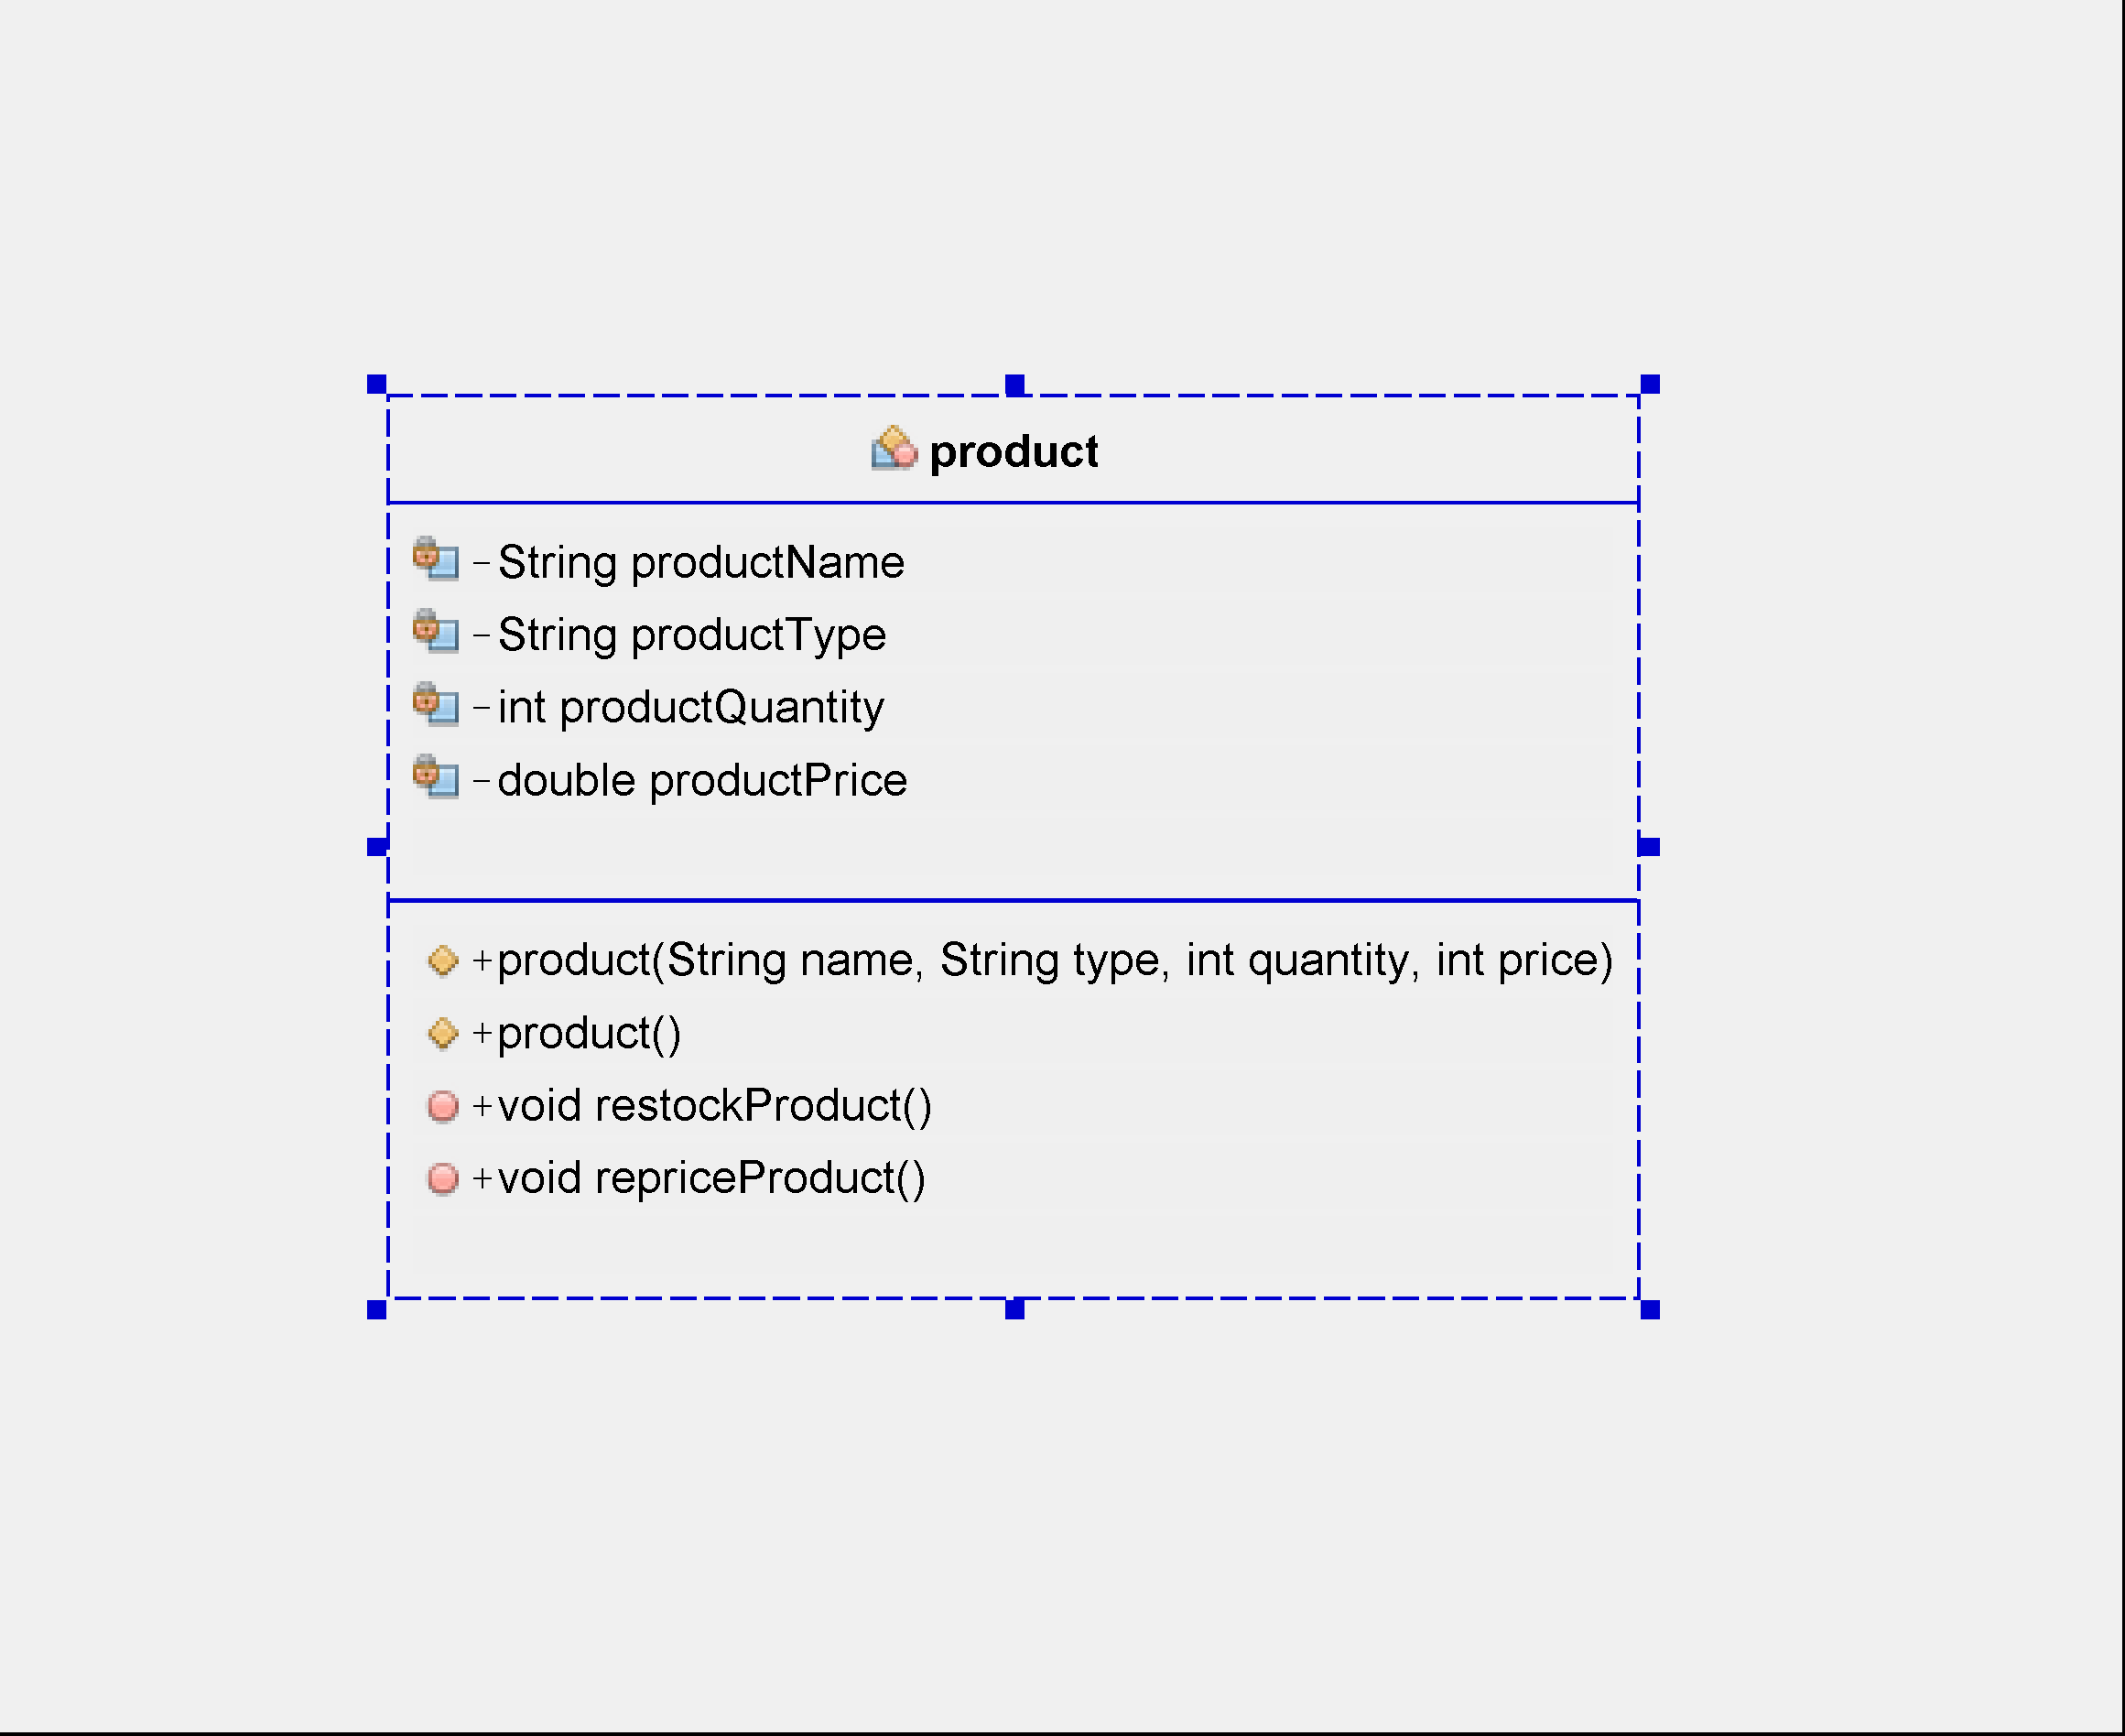 product
- String productName
- String productType
- int productQuantity
- double productPrice
+ product(String name, String type, int quantity, int price)
+ product()
+ void restockProduct()
+ void repriceProduct()